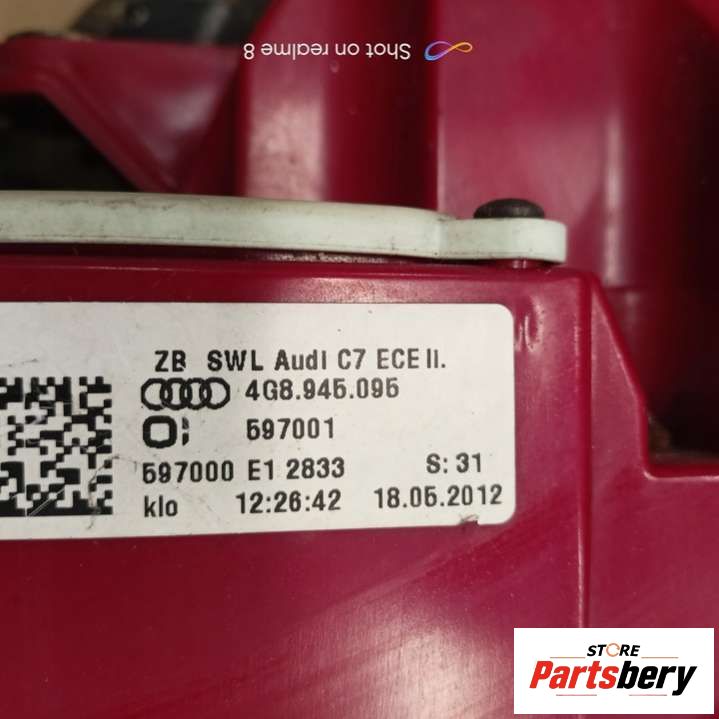 Shot on realme 8
ZB SWL Audi C7 ECE II.
4G8.945.095
597001
597000 E1 2833 S: 31
klo 12:26:42 18.05.2012
STORE
Partsbery